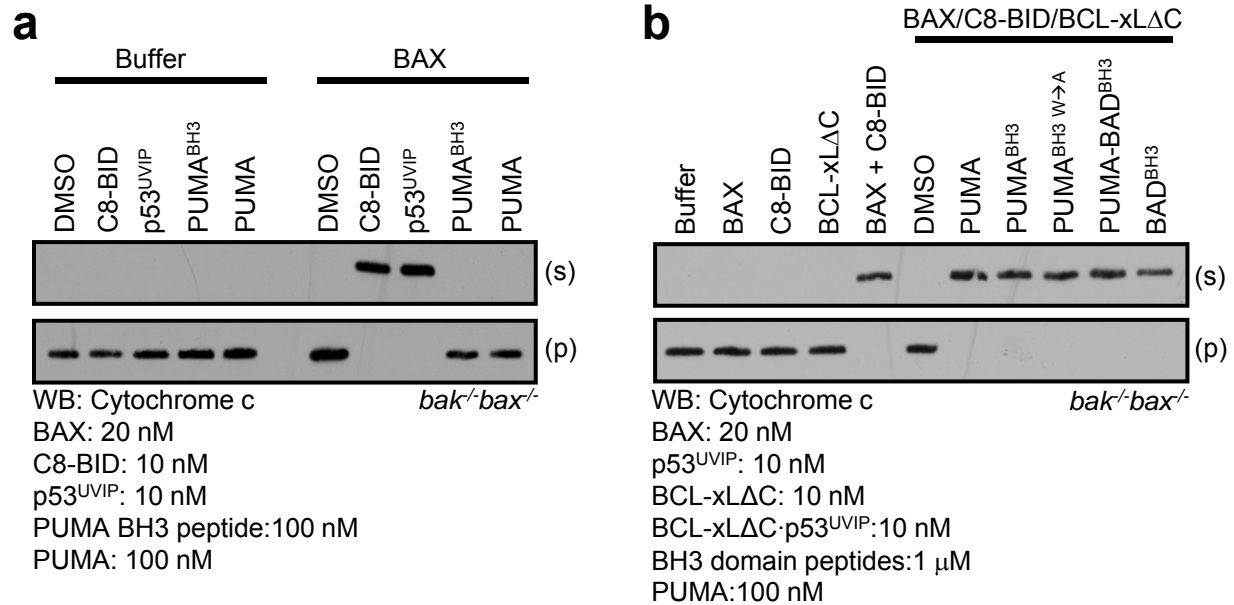 a
Buffer
BAX
DMSO
C8-BID
p53UVIP
PUMABH3
PUMA
DMSO
C8-BID
p53UVIP
PUMABH3
PUMA
(s)
(p)
WB: Cytochrome c
bak-/-bax-/-
BAX: 20 nM
C8-BID: 10 nM
p53UVIP: 10 nM
PUMA BH3 peptide:100 nM
PUMA: 100 nM
b
BAX/C8-BID/BCL-xLΔC
Buffer
BAX
C8-BID
BCL-xLΔC
BAX + C8-BID
DMSO
PUMA
PUMABH3
PUMABH3 W→A
PUMA-BADBH3
BADBH3
(s)
(p)
WB: Cytochrome c
bak-/-bax-/-
BAX: 20 nM
p53UVIP: 10 nM
BCL-xLΔC: 10 nM
BCL-xLΔC·p53UVIP:10 nM
BH3 domain peptides:1 μM
PUMA:100 nM